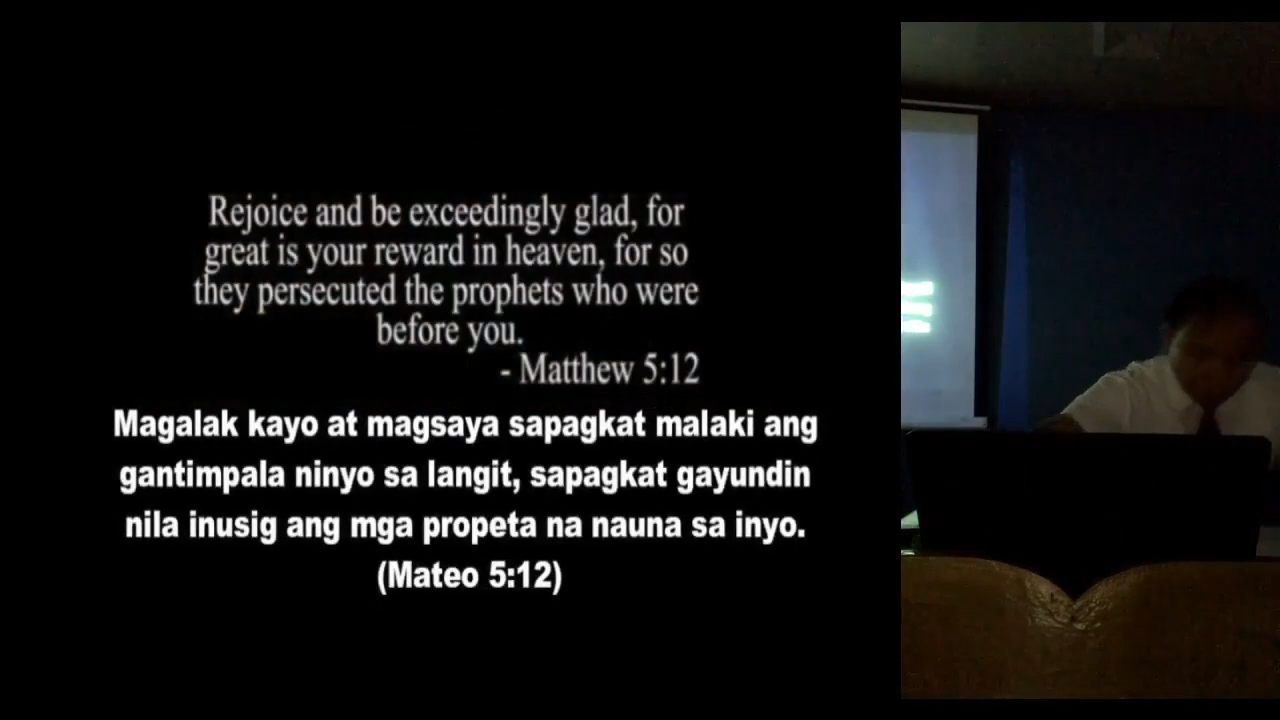 Rejoice and be exceedingly glad, for
great is your reward in heaven, for so
they persecuted the prophets who were
before you.
- Matthew 5:12
Magalak kayo at magsaya sapagkat malaki ang
gantimpala ninyo sa langit, sapagkat gayundin
nila inusig ang mga propeta na nauna sa inyo.
(Mateo 5:12)